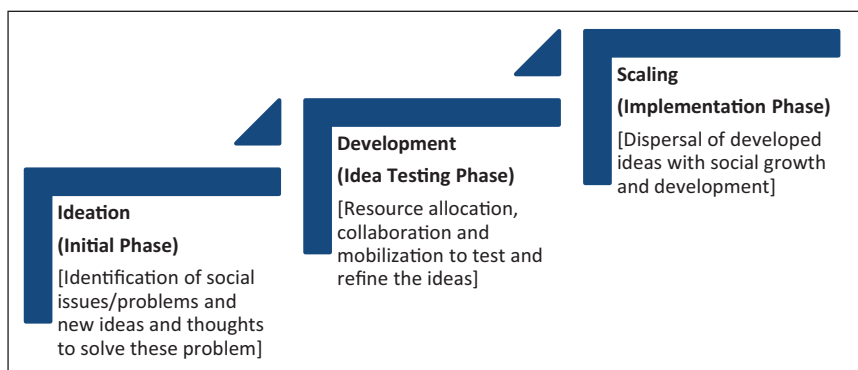 Ideation
(Initial Phase)
[Identification of social
issues/problems and
new ideas and thoughts
to solve these problem]
Development
(Idea Testing Phase)
[Resource allocation,
collaboration and
mobilization to test and
refine the ideas]
Scaling
(Implementation Phase)
[Dispersal of developed
ideas with social growth
and development]